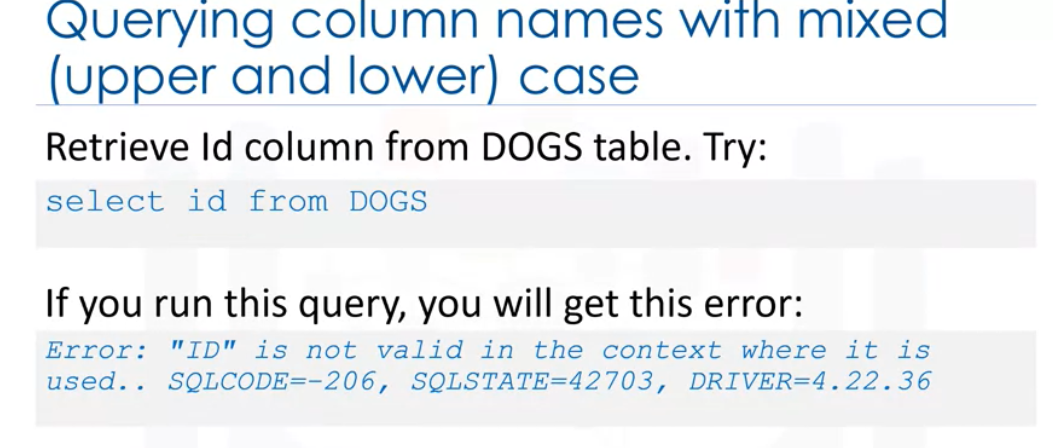 Querying column names with mixed
(upper and lower) case
Retrieve Id column from DOGS table. Try:
select id from DOGS
If you run this query, you will get this error:
Error: "ID" is not valid in the context where it is
used.. SQLCODE=-206, SQLSTATE=42703, DRIVER=4.22.36